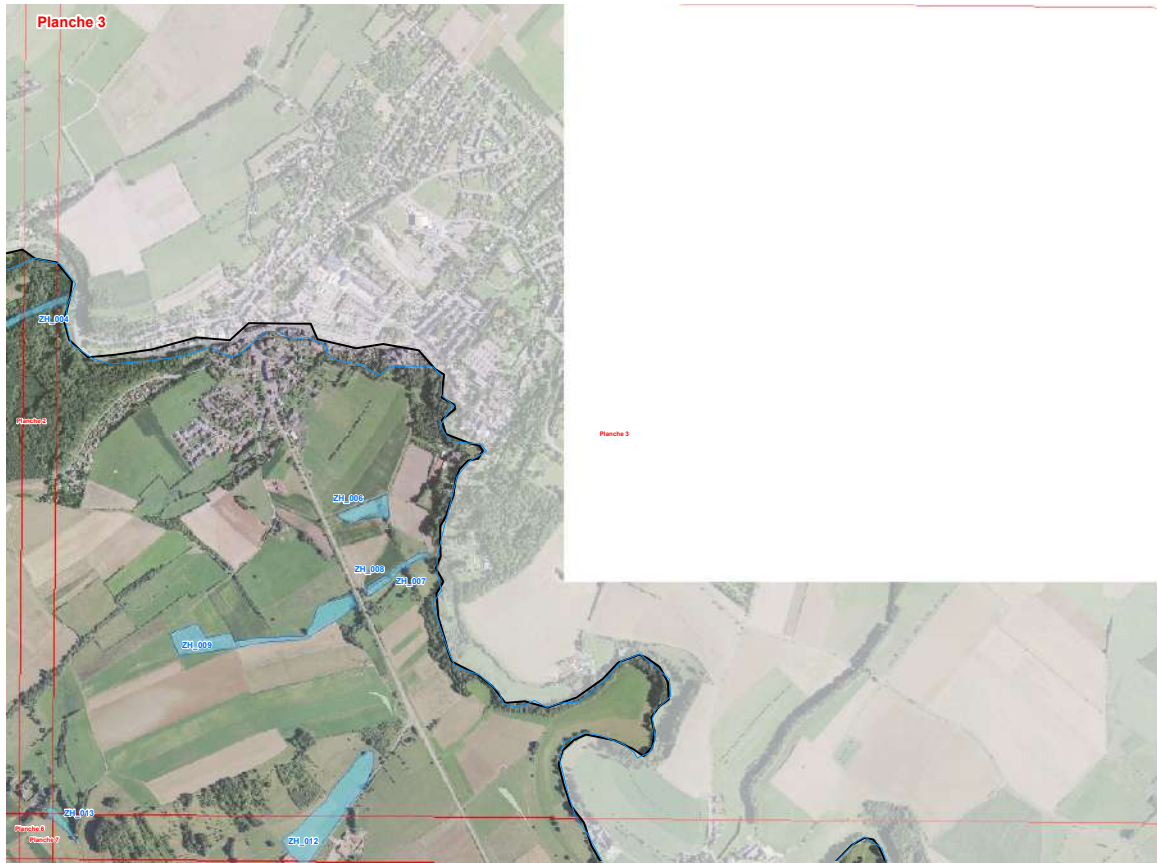 Planche 3
ZH_004
Planche 2
Planche 3
ZH_006
ZH_008
ZH_007
ZH_009
ZH_013
Planche 6
Planche 7
ZH_012